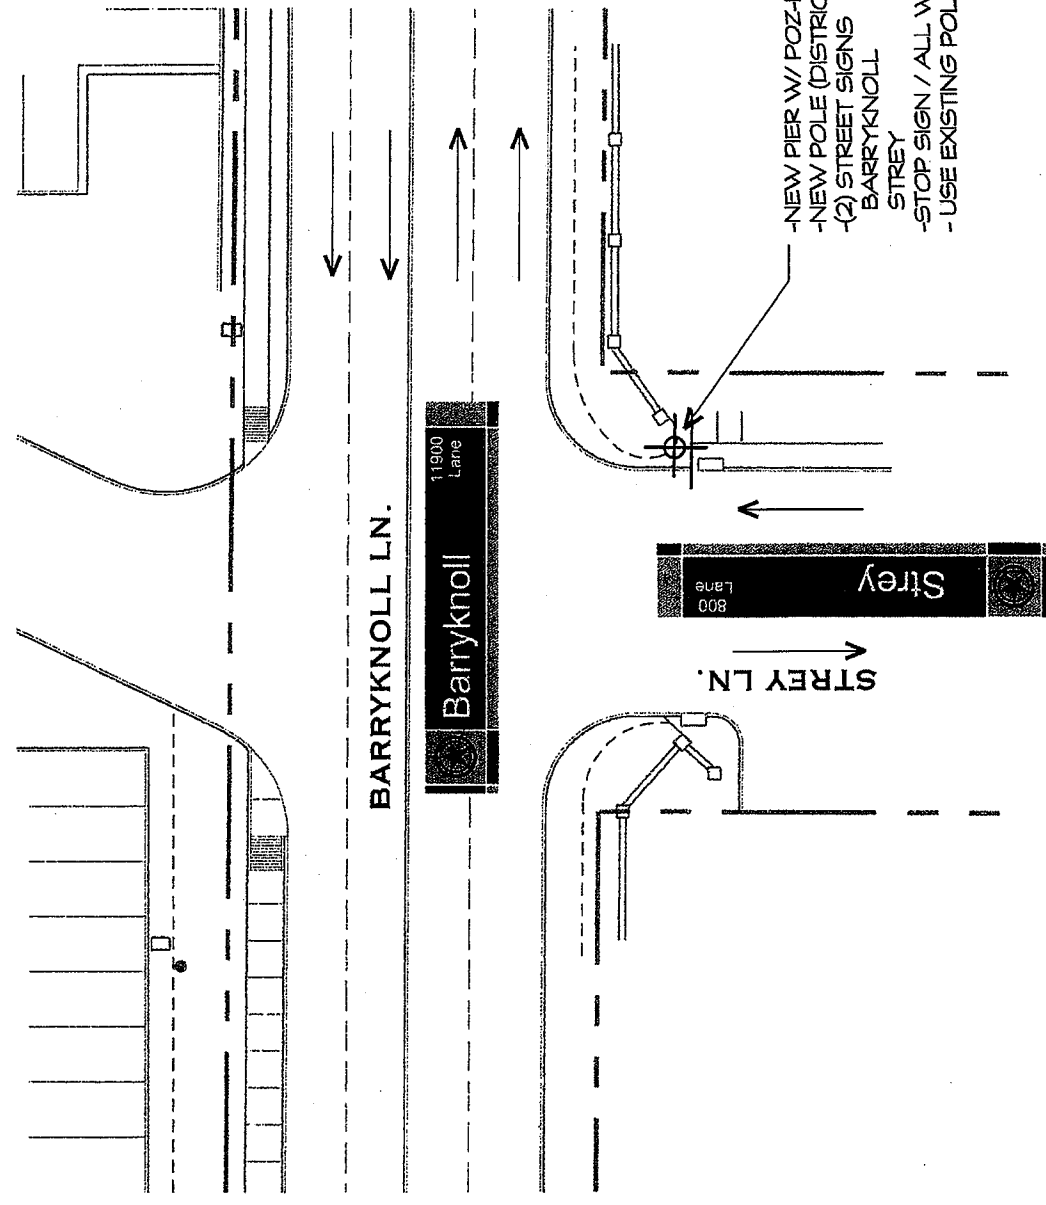 -NEW PIER W/ POZ-
-NEW POLE (DISTRIC
-(2) STREET SIGNS
BARRYKNOLL
STREY
-STOP SIGN / ALL W
- USE EXISTING POL
BARRYKNOLL LN.
11900
Lane
Barryknoll
800
Lane
Strey
STREY LN.